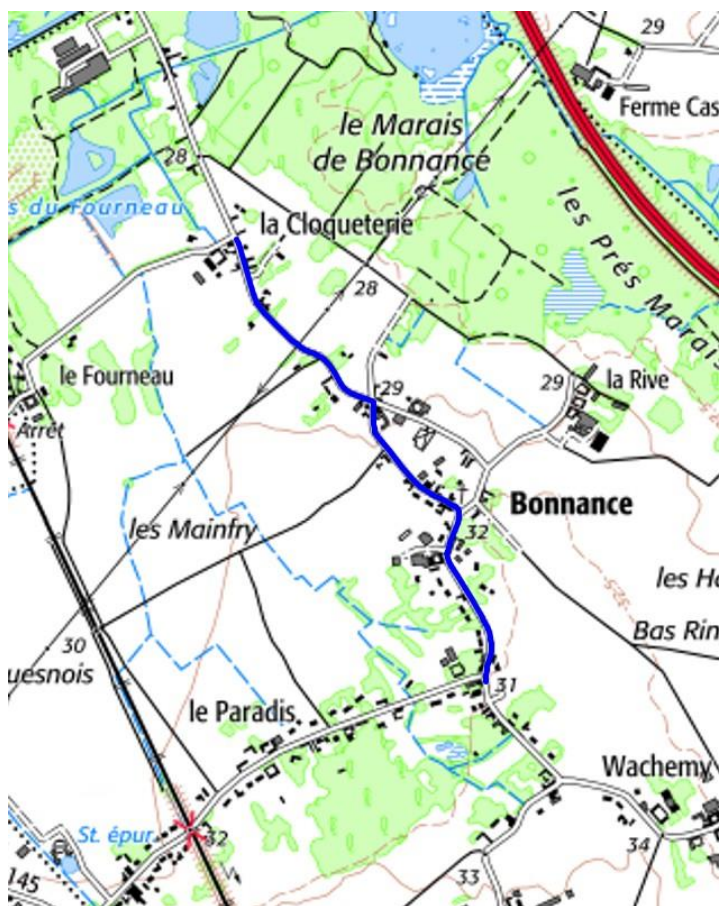 29
Ferme Cas
le Marais
de Bonnance
28
s du Fourneau
la Cloqueterie
les Prés Marais
28
le Fourneau
29
29
la Rive
Arrêt
Bonnance
32
les Mainfry
les Ha
Bas Rin
30
uesnois
31
le Paradis
Wachemy
St. épur.
32
34
33
145